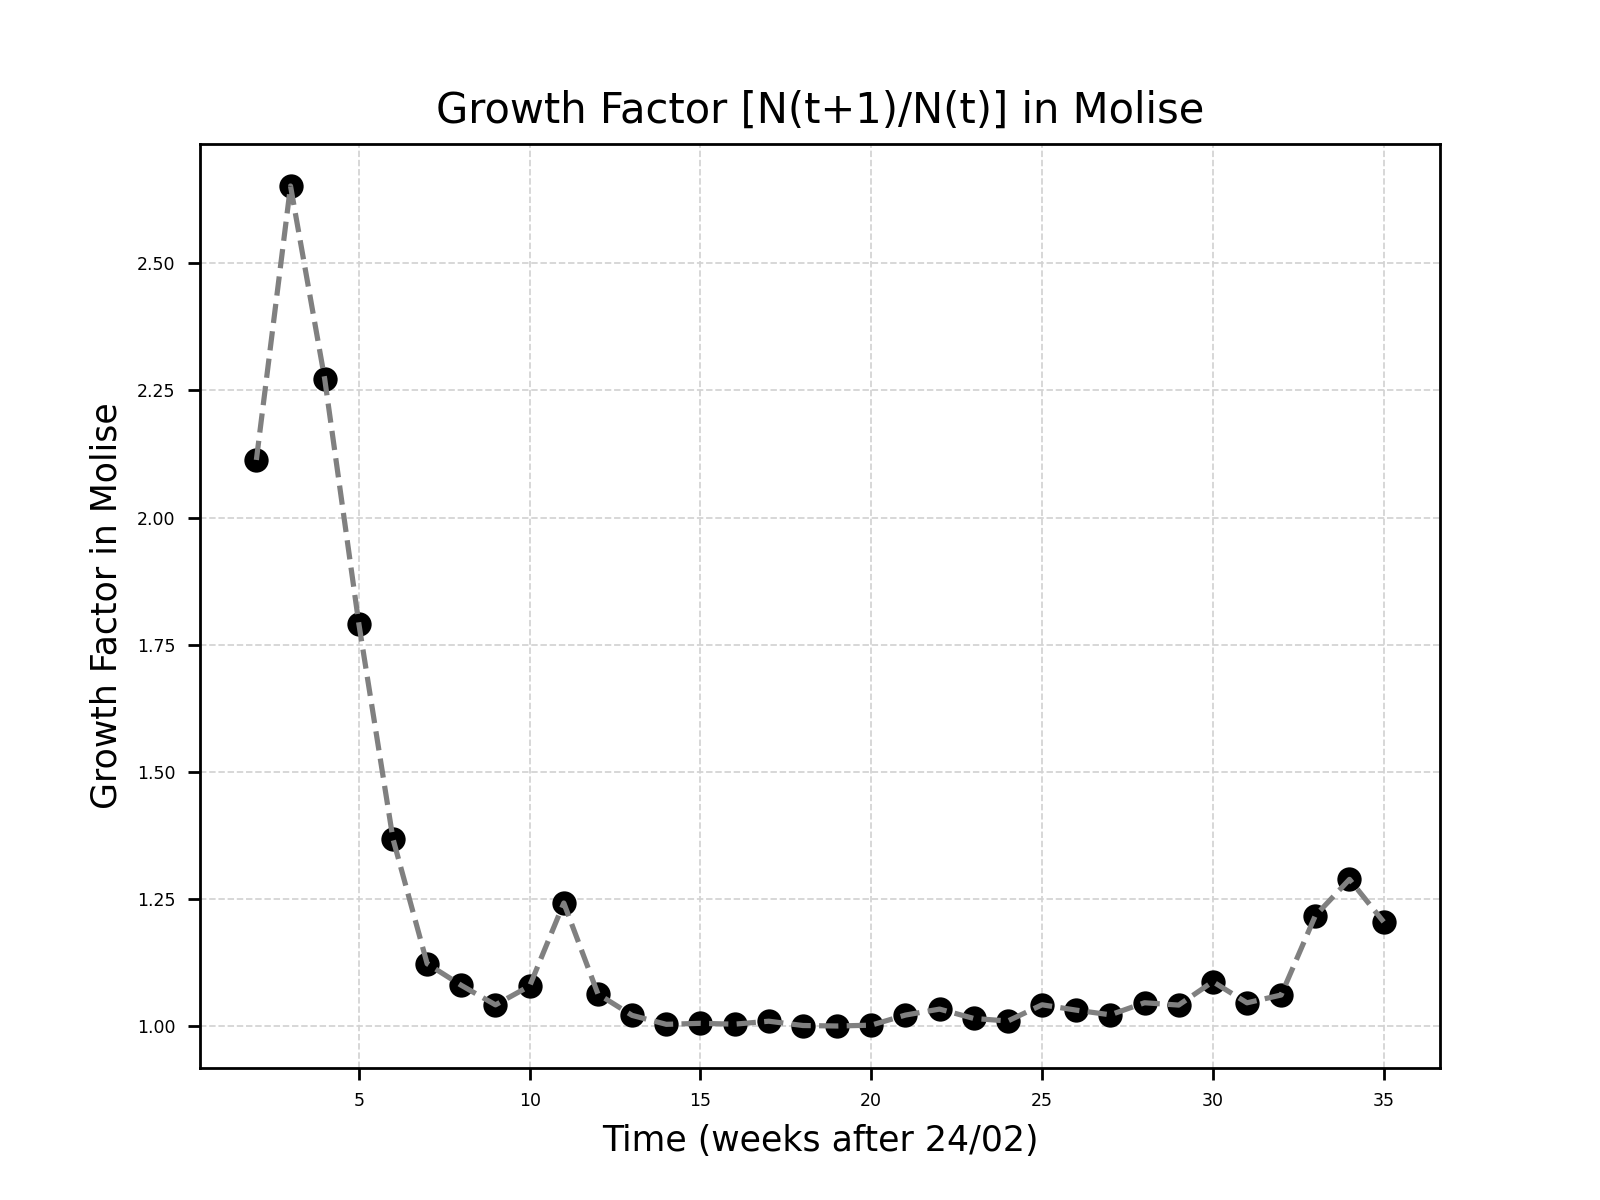 Growth Factor [N(t+1)/N(t)] in Molise
Growth Factor in Molise
2.50
2.25
2.00
1.75
1.50
1.25
1.00
5 10 15 20 25 30 35
Time (weeks after 24/02)